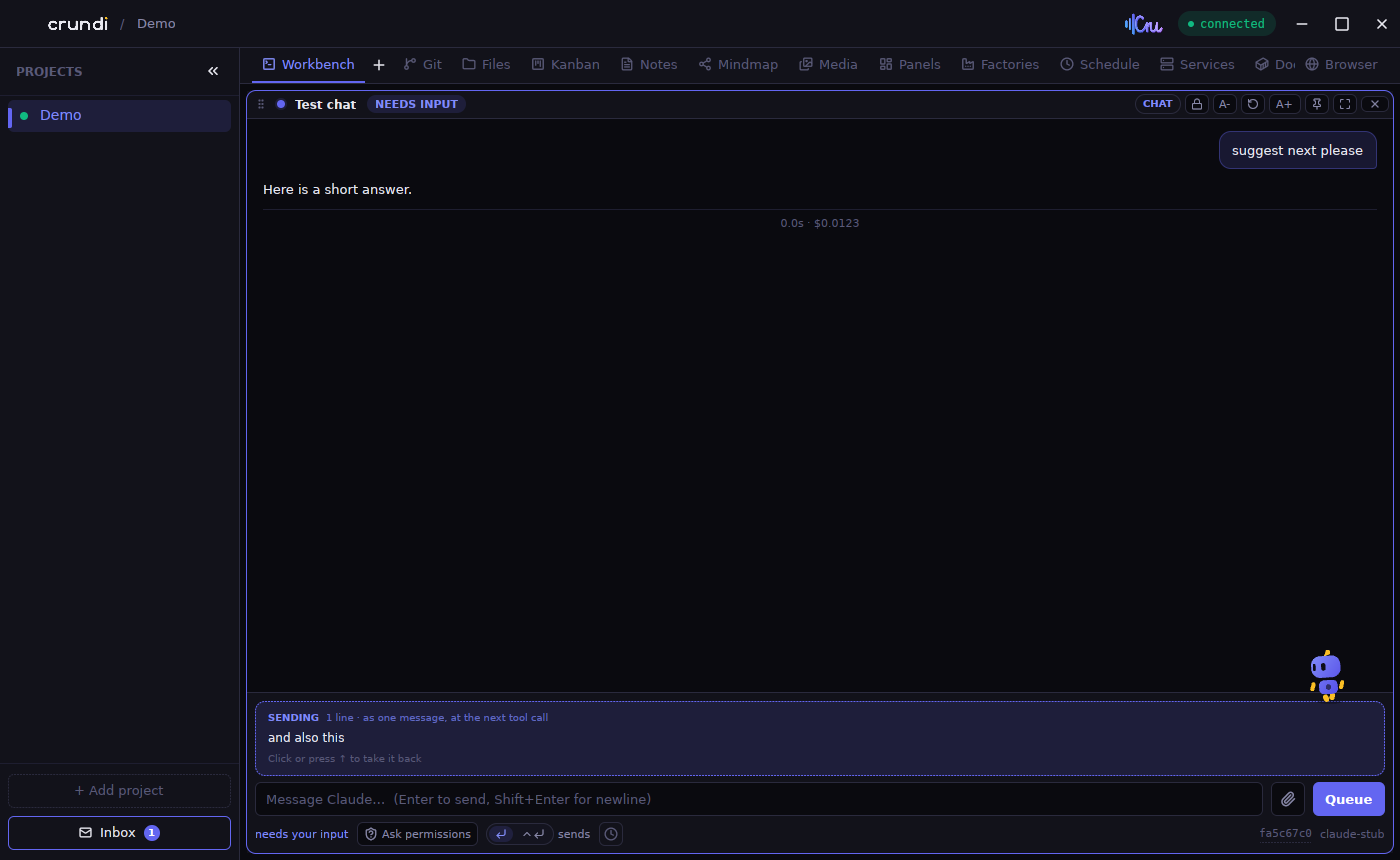 crundi / Demo
Cru
connected
PROJECTS
Workbench
Git
Files
Kanban
Notes
Mindmap
Media
Panels
Factories
Schedule
Services
Browser
Demo
Test chat
NEEDS INPUT
CHAT
A-
A+
suggest next please
Here is a short answer.
0.0s · $0.0123
SENDING 1 line · as one message, at the next tool call
and also this
Click or press ↑ to take it back
+ Add project
Message Claude... (Enter to send, Shift+Enter for newline)
Queue
Inbox 1
needs your input
Ask permissions
sends
fa5c67c0 claude-stub